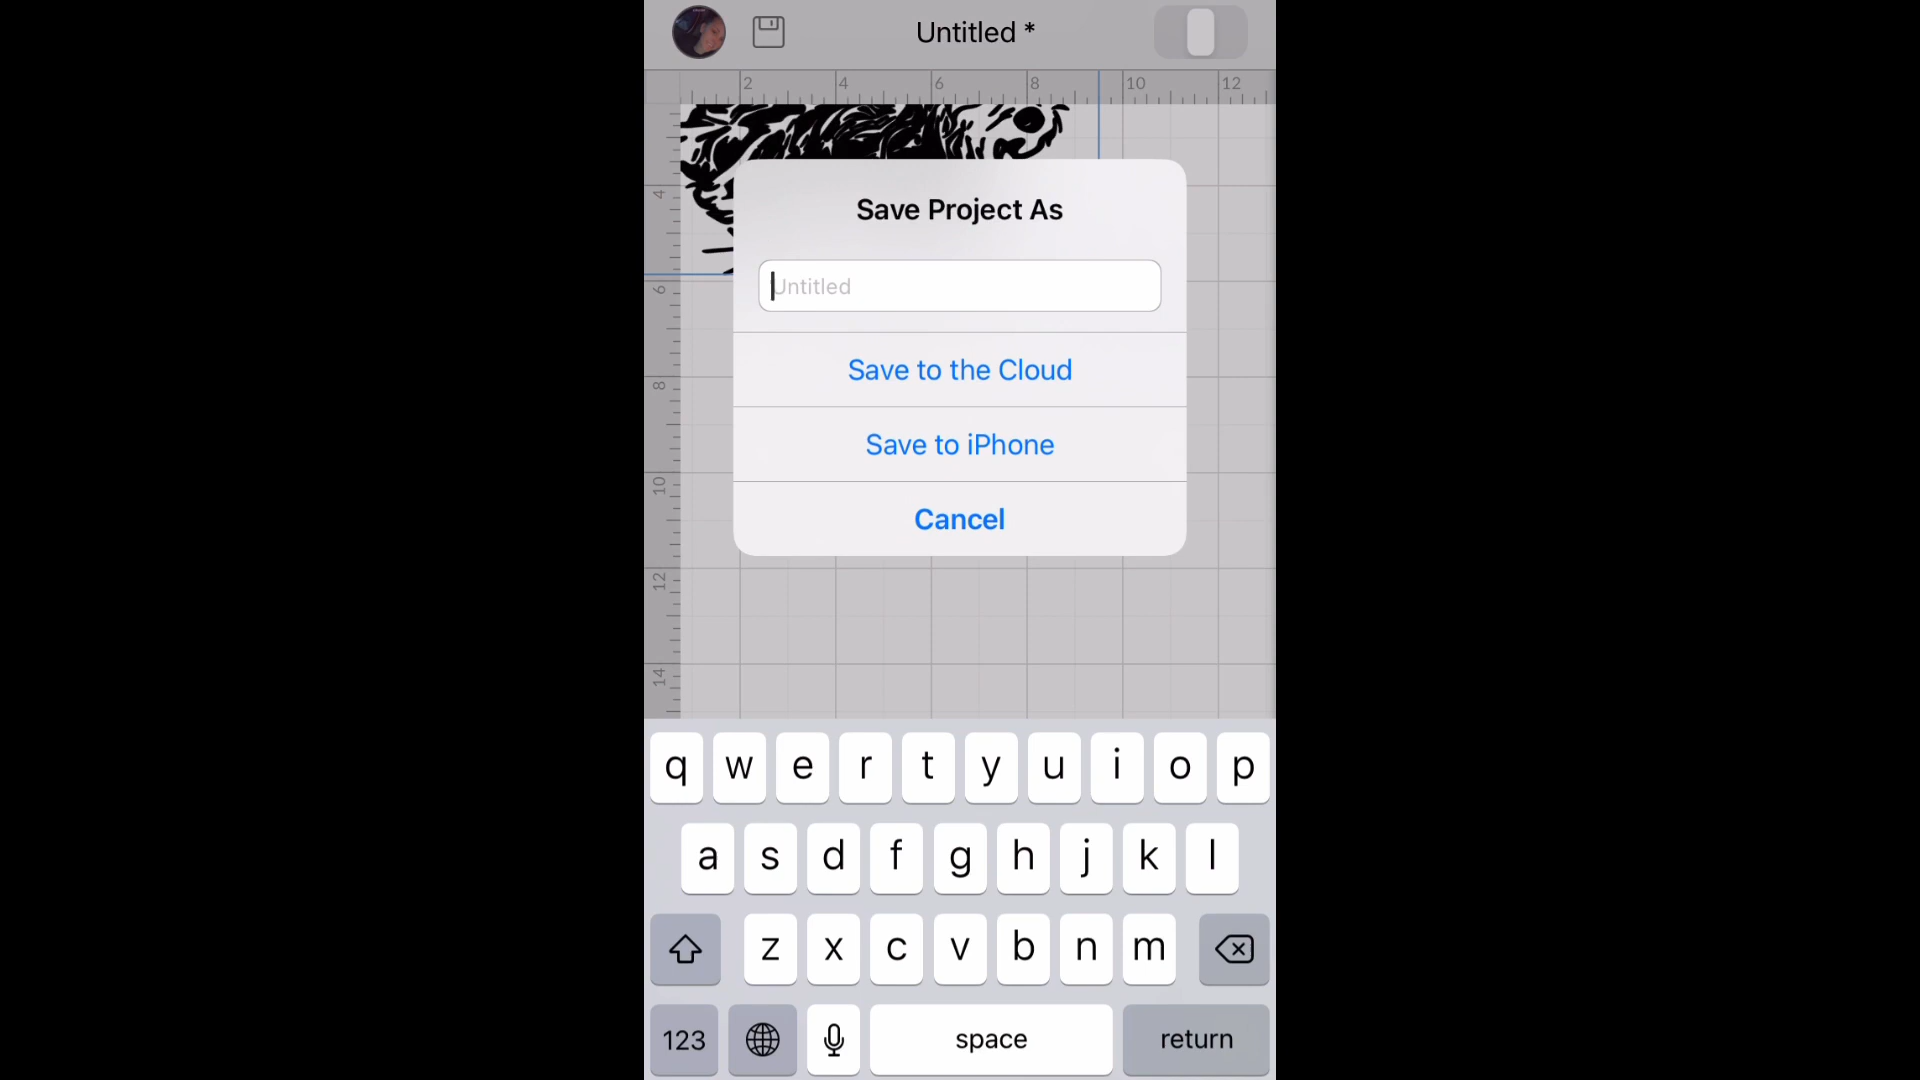 Untitled *
2 4 6 8 10 12
4
6
8
10
12
14
Save Project As
Untitled
Save to the Cloud
Save to iPhone
Cancel
q w e r t y u i o p
a s d f g h j k l
z x c v b n m
123 space return